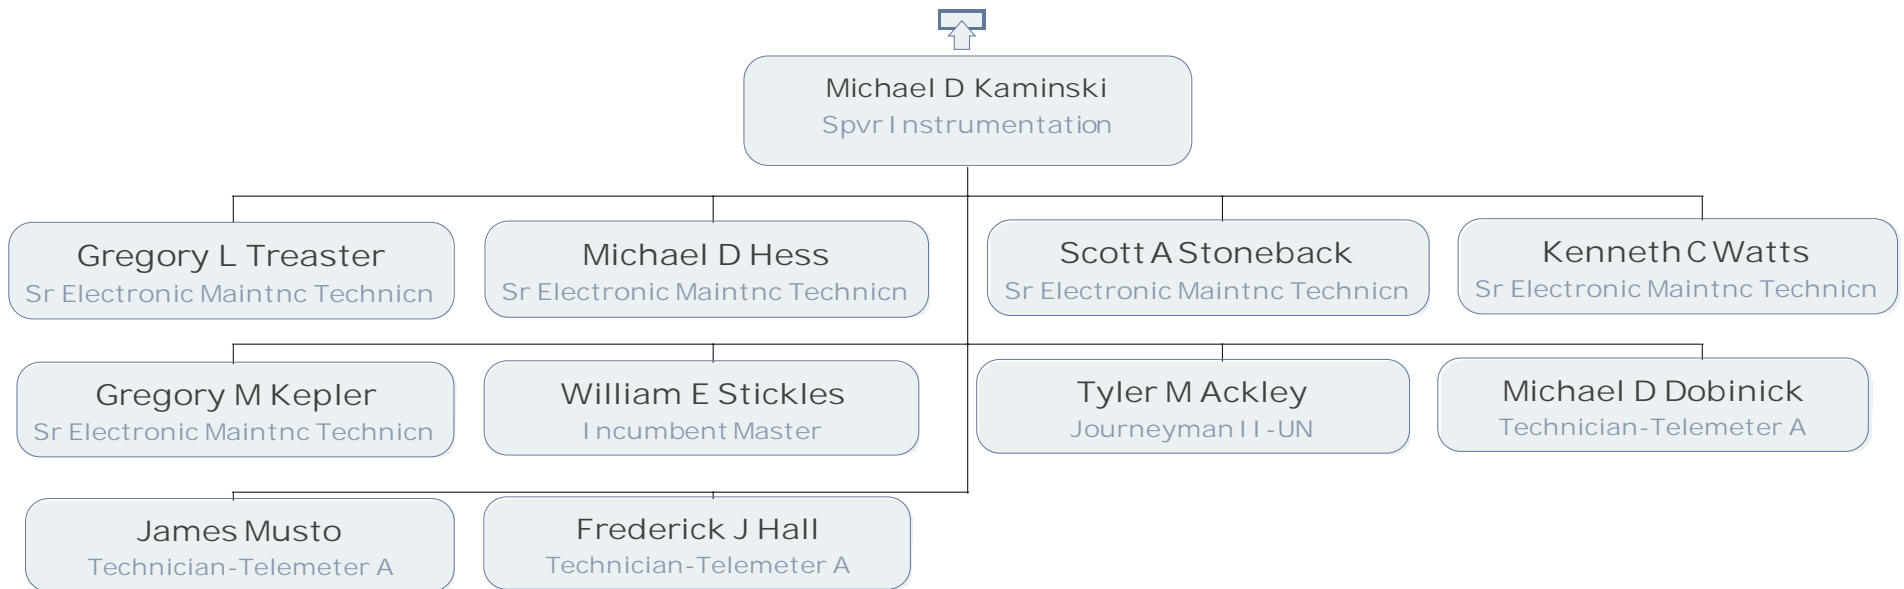 Michael D Kaminski
Spvr Instrumentation
Gregory L Treaster
Sr Electronic Maintnc Technicn
Michael D Hess
Sr Electronic Maintnc Technicn
Scott A Stoneback
Sr Electronic Maintnc Technicn
Kenneth C Watts
Sr Electronic Maintnc Technicn
Gregory M Kepler
Sr Electronic Maintnc Technicn
William E Stickles
Incumbent Master
Tyler M Ackley
Journeyman II-UN
Michael D Dobinick
Technician-Telemeter A
James Musto
Technician-Telemeter A
Frederick J Hall
Technician-Telemeter A